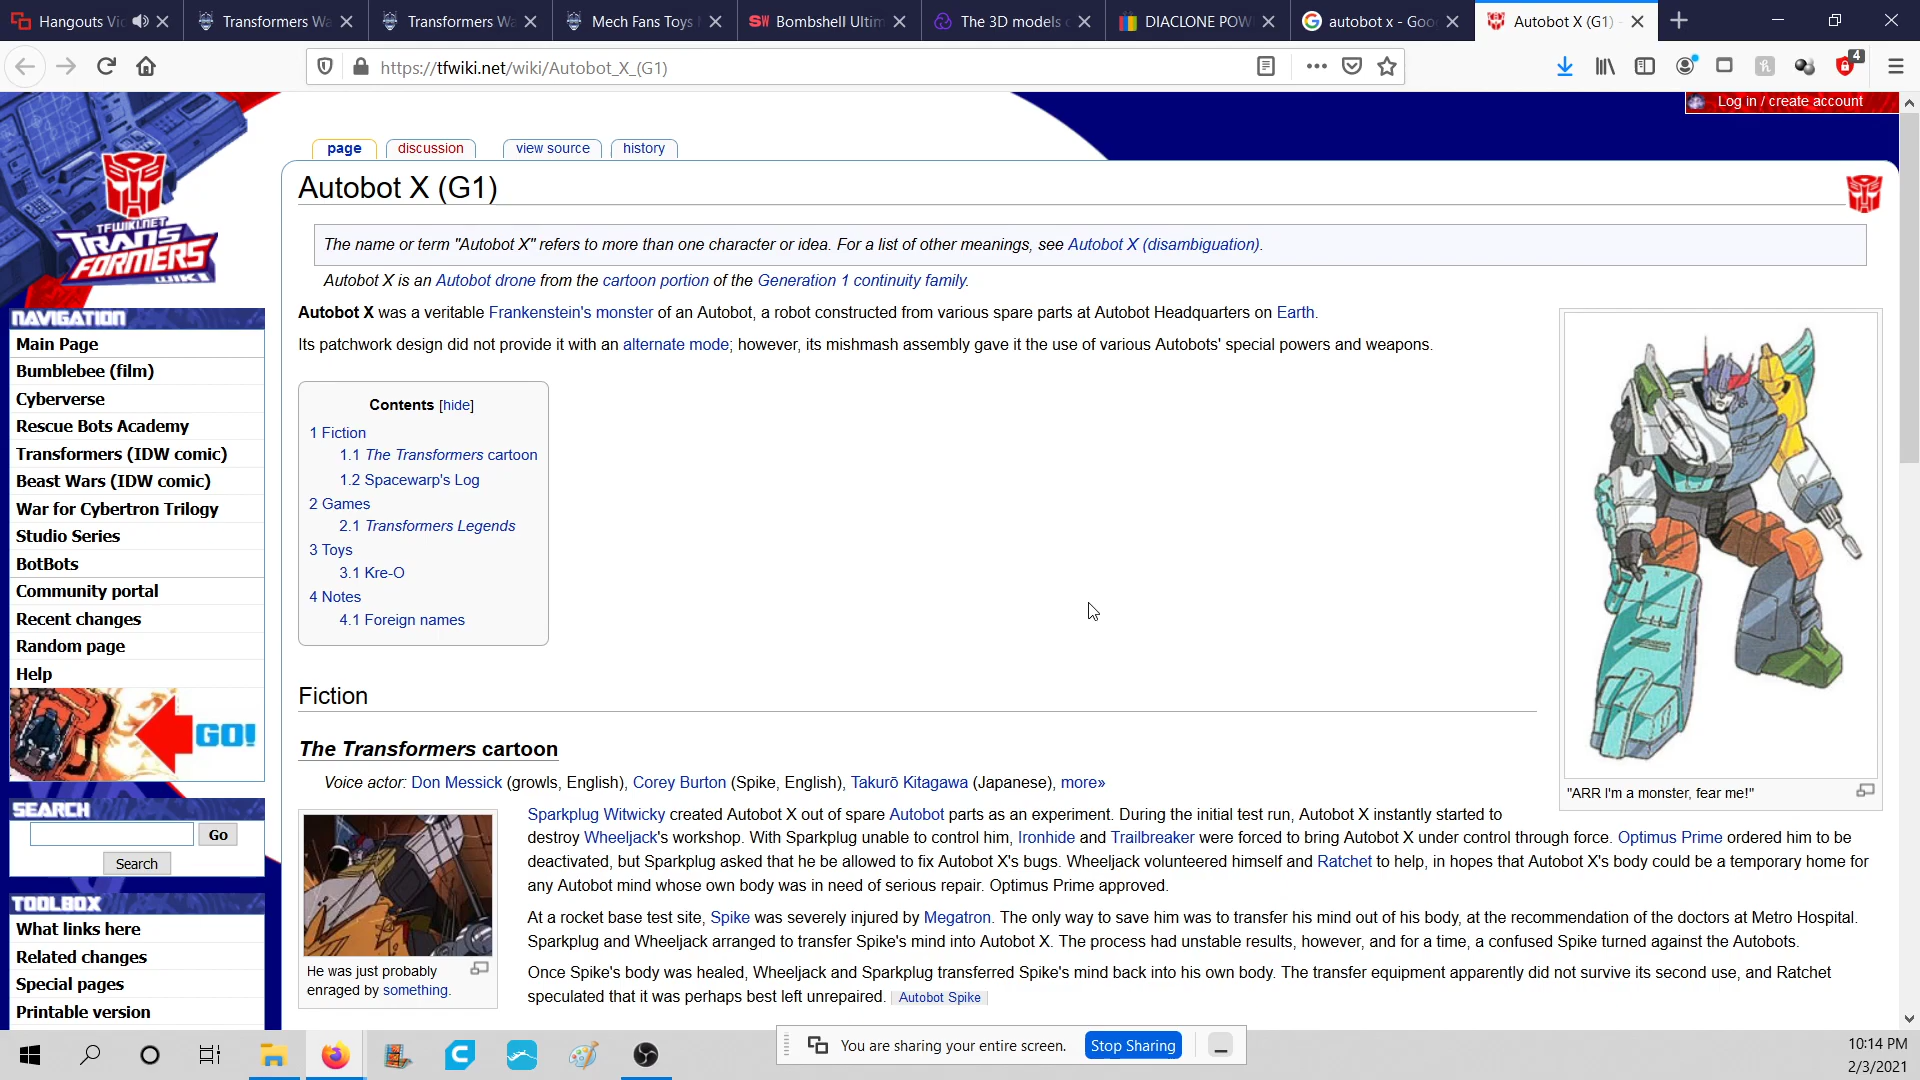 Hangouts Vi
Transformers Wa
Transformers Wa
Mech Fans Toys
SW Bombshell Ultim
The 3D models
DIACLONE POW
autobot x - Goo
Autobot X (G1)
https://tfwiki.net/wiki/Autobot_X_(G1)
4
Log in / create account
page
discussion
view source
history
TFWIKI.NET
TRANSFORMERS
WIKI
Autobot X (G1)
The name or term "Autobot X" refers to more than one character or idea. For a list of other meanings, see Autobot X (disambiguation).
Autobot X is an Autobot drone from the cartoon portion of the Generation 1 continuity family.
Autobot X was a veritable Frankenstein's monster of an Autobot, a robot constructed from various spare parts at Autobot Headquarters on Earth.
Its patchwork design did not provide it with an alternate mode; however, its mishmash assembly gave it the use of various Autobots' special powers and weapons.
NAVIGATION
Main Page
Bumblebee (film)
Cyberverse
Rescue Bots Academy
Transformers (IDW comic)
Beast Wars (IDW comic)
War for Cybertron Trilogy
Studio Series
BotBots
Community portal
Recent changes
Random page
Help
GO!
SEARCH
Go
Search
TOOLBOX
What links here
Related changes
Special pages
Printable version
Contents [hide]
1 Fiction
1.1 The Transformers cartoon
1.2 Spacewarp's Log
2 Games
2.1 Transformers Legends
3 Toys
3.1 Kre-O
4 Notes
4.1 Foreign names
"ARR I'm a monster, fear me!"
Fiction
The Transformers cartoon
Voice actor: Don Messick (growls, English), Corey Burton (Spike, English), Takurō Kitagawa (Japanese), more»
He was just probably
enraged by something.
Sparkplug Witwicky created Autobot X out of spare Autobot parts as an experiment. During the initial test run, Autobot X instantly started to
destroy Wheeljack's workshop. With Sparkplug unable to control him, Ironhide and Trailbreaker were forced to bring Autobot X under control through force. Optimus Prime ordered him to be
deactivated, but Sparkplug asked that he be allowed to fix Autobot X's bugs. Wheeljack volunteered himself and Ratchet to help, in hopes that Autobot X's body could be a temporary home for
any Autobot mind whose own body was in need of serious repair. Optimus Prime approved.
At a rocket base test site, Spike was severely injured by Megatron. The only way to save him was to transfer his mind out of his body, at the recommendation of the doctors at Metro Hospital.
Sparkplug and Wheeljack arranged to transfer Spike's mind into Autobot X. The process had unstable results, however, and for a time, a confused Spike turned against the Autobots.
Once Spike's body was healed, Wheeljack and Sparkplug transferred Spike's mind back into his own body. The transfer equipment apparently did not survive its second use, and Ratchet
speculated that it was perhaps best left unrepaired. Autobot Spike
You are sharing your entire screen.
Stop Sharing
10:14 PM
2/3/2021